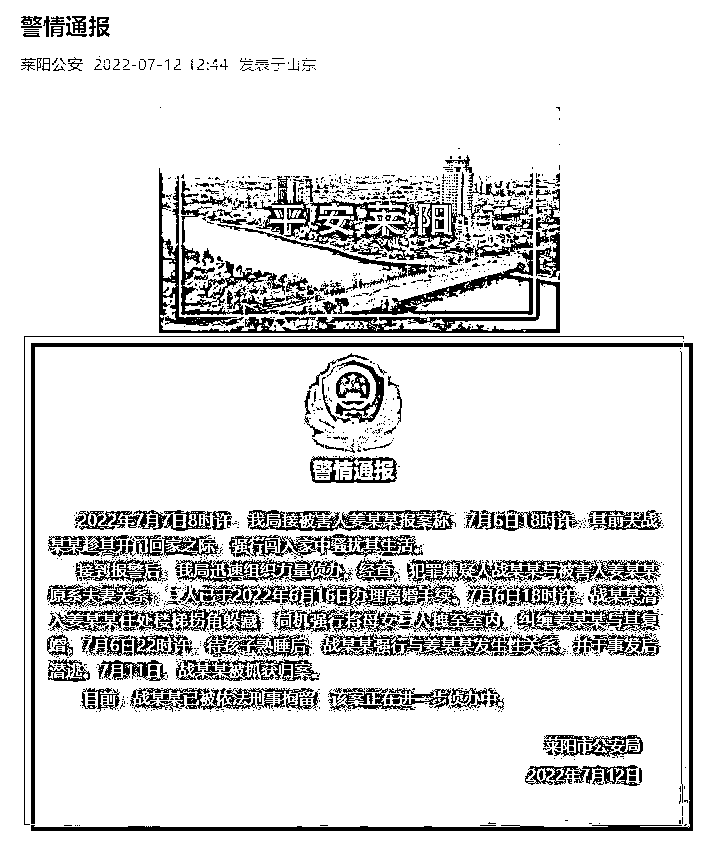 警情通报
莱阳公安 2022-07-12 12:44 发表于山东
平安莱阳
警情通报
2022年7月7日8时许，我局接被害人姜某某报案称，7月6日18时许，其前夫战
某某趁其开门回家之际，强行闯入家中骚扰其生活。
接到报警后，我局迅速组织力量侦办。经查，犯罪嫌疑人战某某与被害人姜某某
原系夫妻关系，二人已于2022年6月16日办理离婚手续。7月6日18时许，战某某潜
入姜某某住处楼梯拐角躲藏，伺机强行将母女二人拽至室内，纠缠姜某某与其复
婚。7月6日22时许，待孩子熟睡后，战某某强行与姜某某发生性关系，并于事发后
潜逃。7月11日，战某某被抓获归案。
目前，战某某已被依法刑事拘留，该案正在进一步侦办中。
莱阳市公安局
2022年7月12日